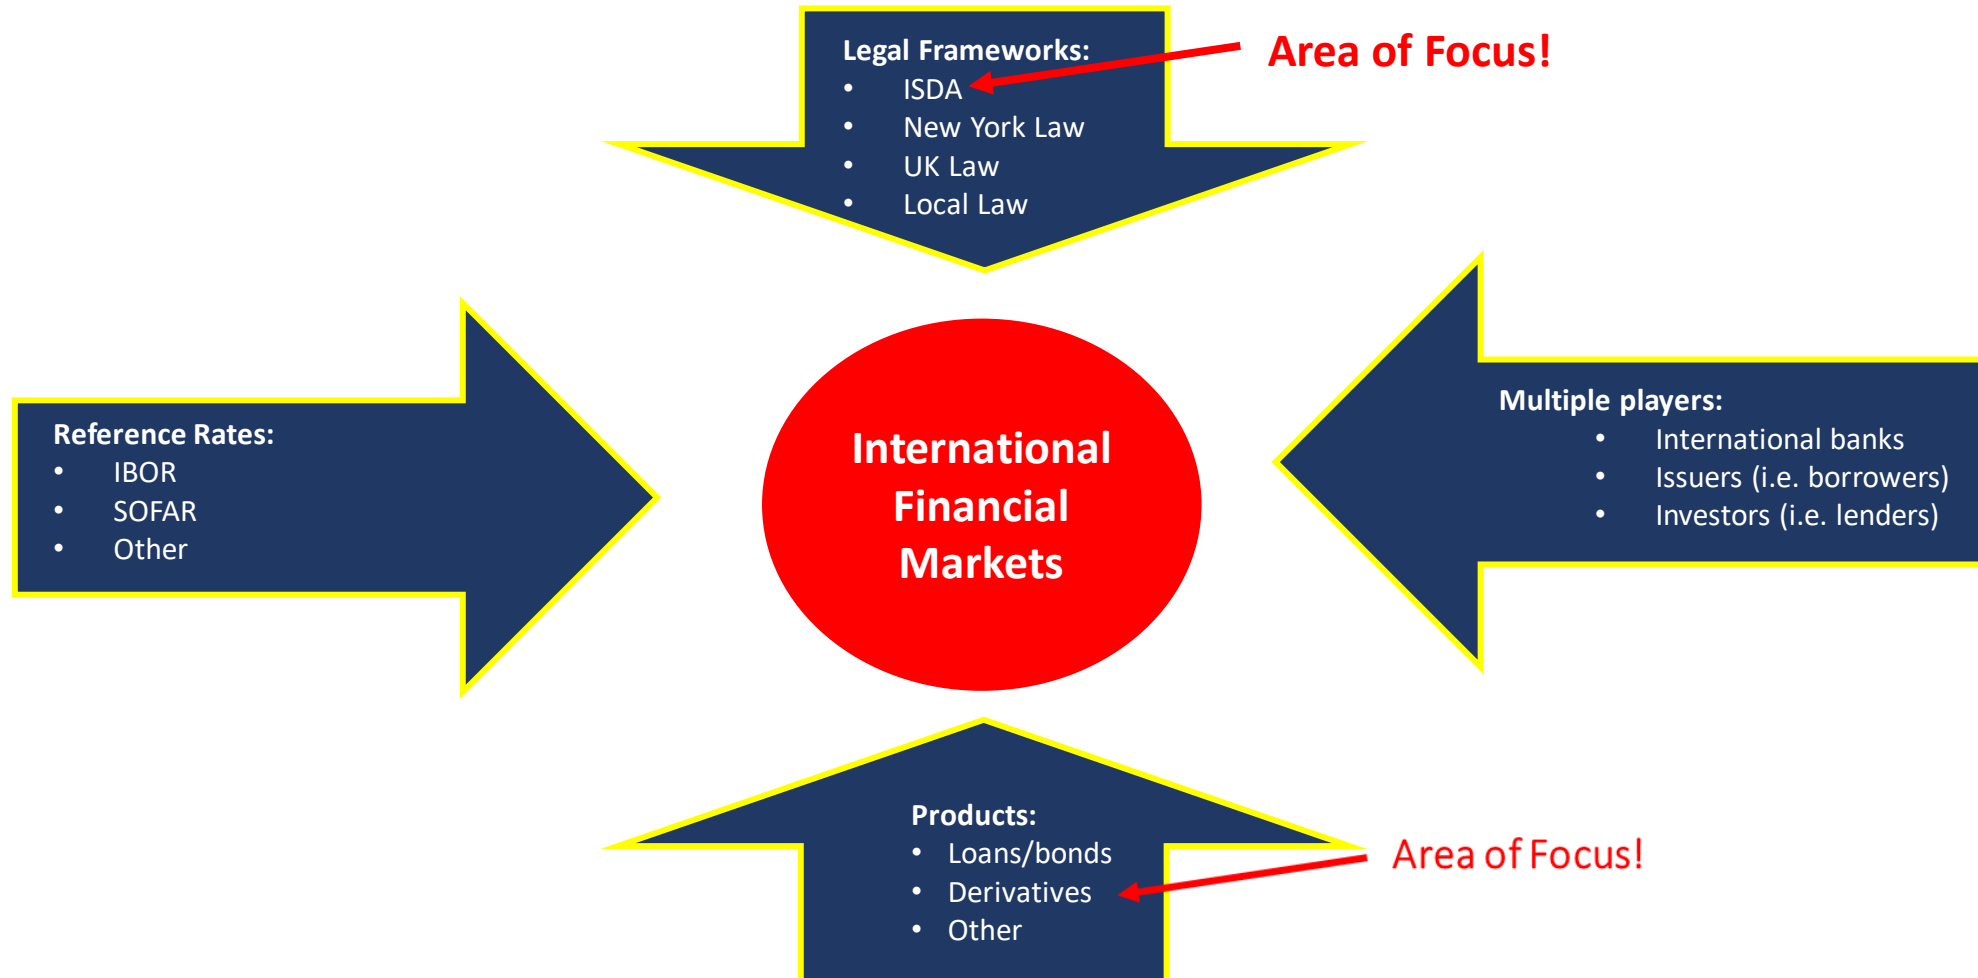 Legal Frameworks:
• ISDA
• New York Law
• UK Law
• Local Law
Area of Focus!
Reference Rates:
• IBOR
• SOFAR
• Other
International
Financial
Markets
Multiple players:
• International banks
• Issuers (i.e. borrowers)
• Investors (i.e. lenders)
Products:
• Loans/bonds
• Derivatives
• Other
Area of Focus!